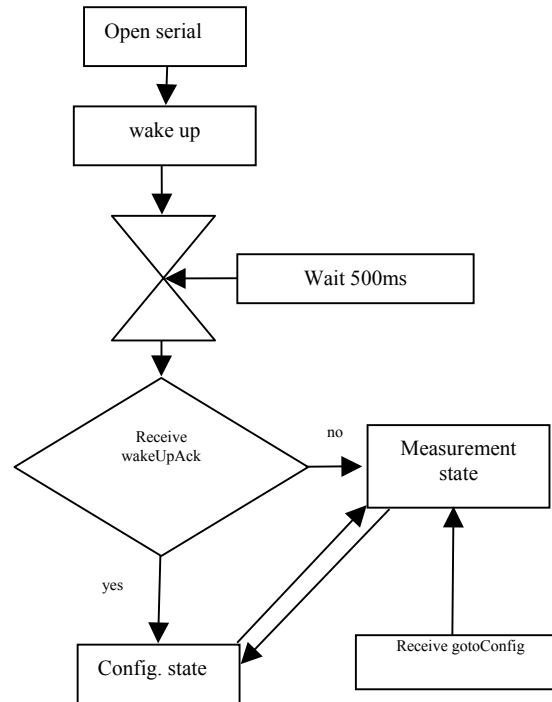 Open serial
wake up
Wait 500ms
Receive
wakeUpAck
no
Measurement
state
yes
Config. state
Receive gotoConfig